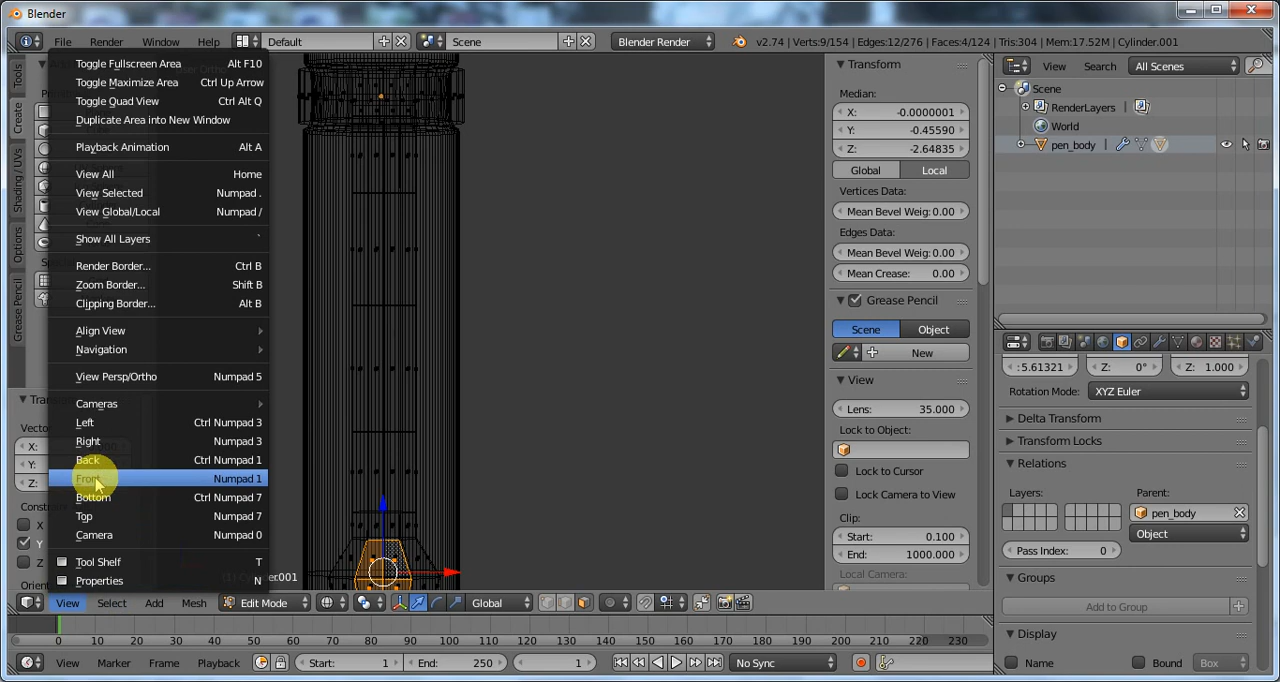 Blender
File Render Window Help Default Scene Blender Render v2.74 | Verts:9/154 | Edges:12/276 | Faces:4/124 | Tris:304 | Mem:17.52M | Cylinder.001
Toggle Fullscreen Area Alt F10
Toggle Maximize Area Ctrl Up Arrow
Toggle Quad View Ctrl Alt Q
Duplicate Area into New Window
Playback Animation Alt A
View All Home
View Selected Numpad .
View Global/Local Numpad /
Show All Layers `
Render Border... Ctrl B
Zoom Border... Shift B
Clipping Border... Alt B
Align View
Navigation
View Persp/Ortho Numpad 5
Cameras
Left Ctrl Numpad 3
Right Numpad 3
Back Ctrl Numpad 1
Front Numpad 1
Bottom Ctrl Numpad 7
Top Numpad 7
Camera Numpad 0
Tool Shelf T
Properties N
Tools
Create
Shading / UVs
Options
Grease Pencil
X:
Y:
Z:
X
Y
Z
Cylinder.001
View Select Add Mesh Edit Mode Global
Transform
Median:
X: -0.0000001
Y: -0.45590
Z: -2.64835
Global Local
Vertices Data:
Mean Bevel Weig: 0.00
Edges Data:
Mean Bevel Weig: 0.00
Mean Crease: 0.00
Grease Pencil
Scene Object
New
View
Lens: 35.000
Lock to Object:
Lock to Cursor
Lock Camera to View
Clip:
Start: 0.100
End: 1000.000
Local Camera:
View Search All Scenes
Scene
RenderLayers
World
pen_body
:5.61321 Z: 0° Z: 1.000
Rotation Mode: XYZ Euler
Delta Transform
Transform Locks
Relations
Layers: Parent:
pen_body
Object
Pass Index: 0
Groups
Add to Group
Display
Name Bound Box
0 10 20 30 40 50 60 70 80 90 100 110 120 130 140 150 160 170 180 190 200 210 220 230
View Marker Frame Playback Start: 1 End: 250 1 No Sync